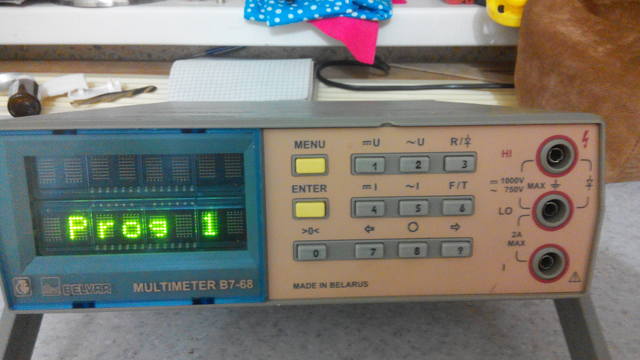 MENU
⎓U
~U
R/
1
2
3
ENTER
⎓I
~I
F/T
4
5
6
>0<
⇦
○
⇨
0
7
8
9
HI
⎓ 1000V
~ 750V
MAX
LO
2A
MAX
I
Prog 1
BELVAR
MULTIMETER B7-68
MADE IN BELARUS